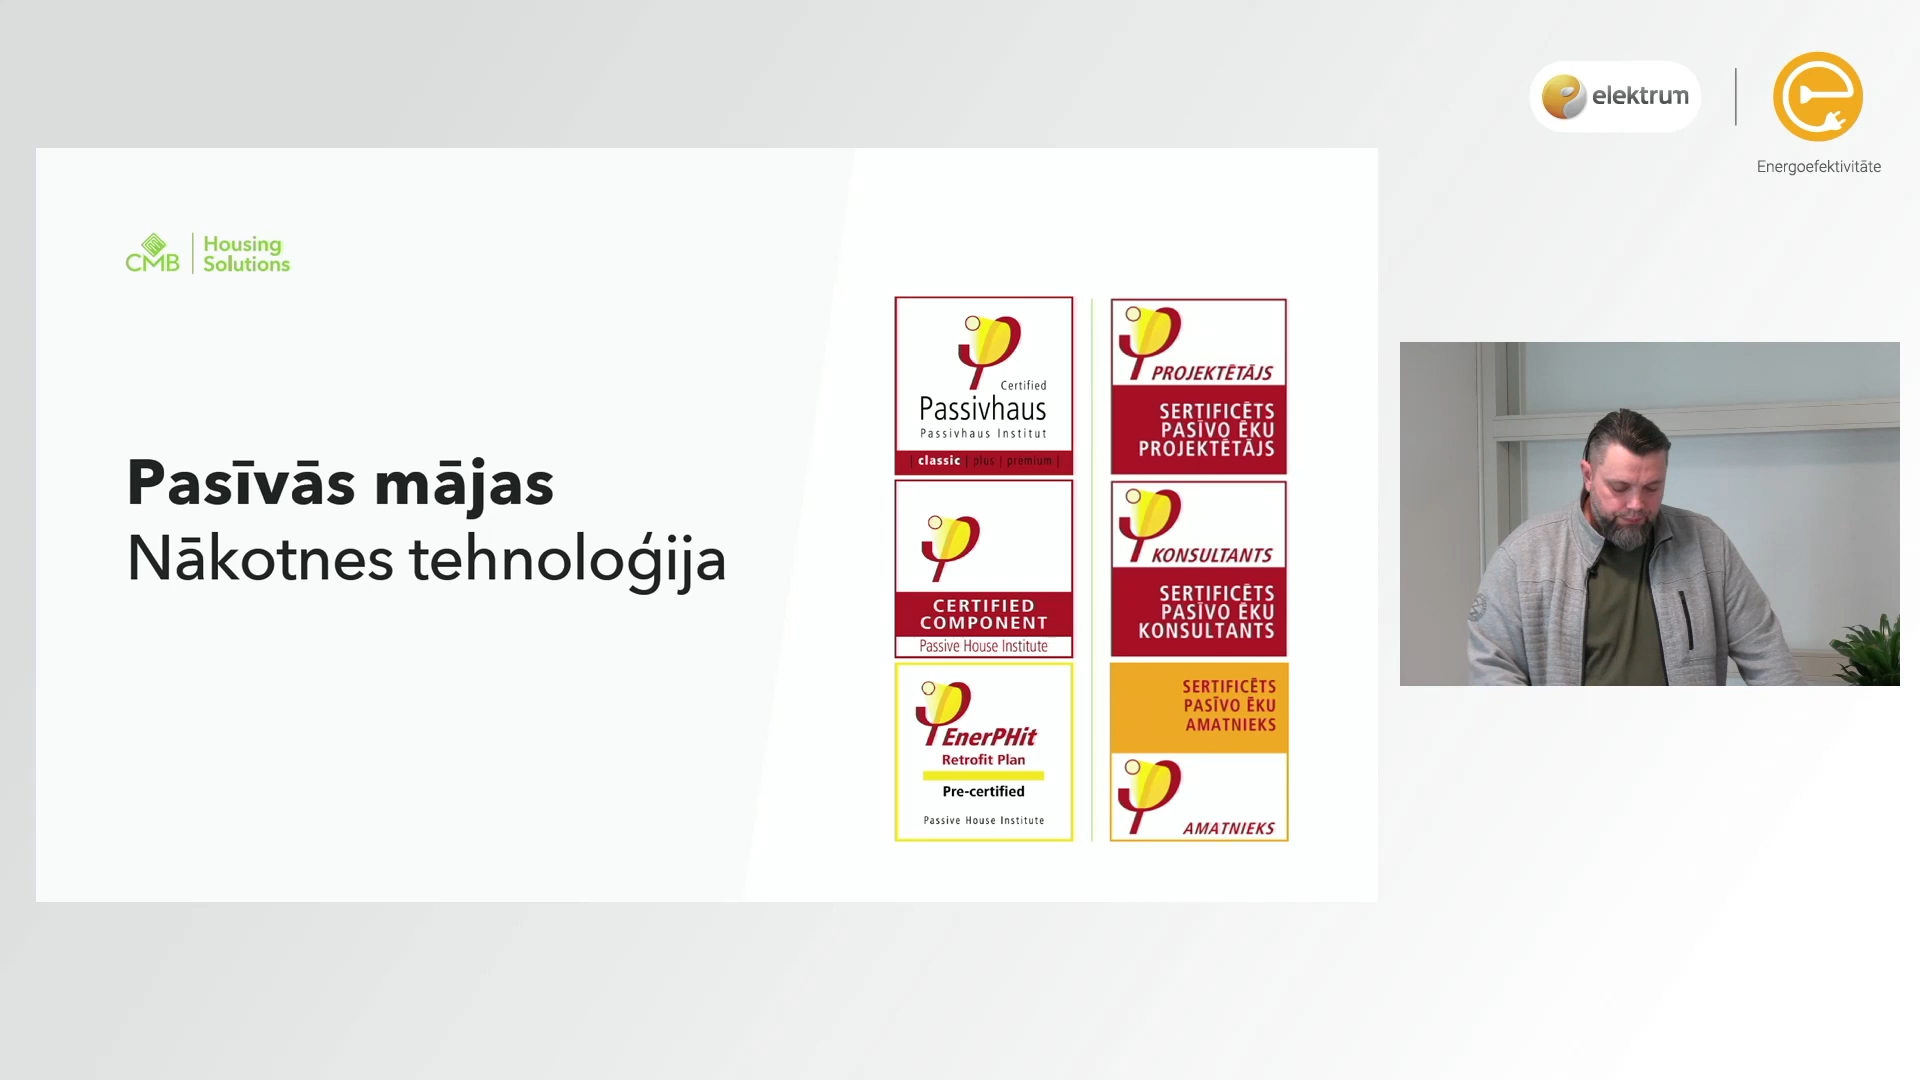 elektrum
Energoefektivitāte
CMB
Housing
Solutions
Pasīvās mājas
Nākotnes tehnoloģija
Certified
Passivhaus
Passivhaus Institut
| classic | plus | premium |
CERTIFIED
COMPONENT
Passive House Institute
EnerPHit
Retrofit Plan
Pre-certified
Passive House Institute
PROJEKTĒTĀJS
SERTIFICĒTS
PASĪVO ĒKU
PROJEKTĒTĀJS
KONSULTANTS
SERTIFICĒTS
PASĪVO ĒKU
KONSULTANTS
SERTIFICĒTS
PASĪVO ĒKU
AMATNIEKS
AMATNIEKS